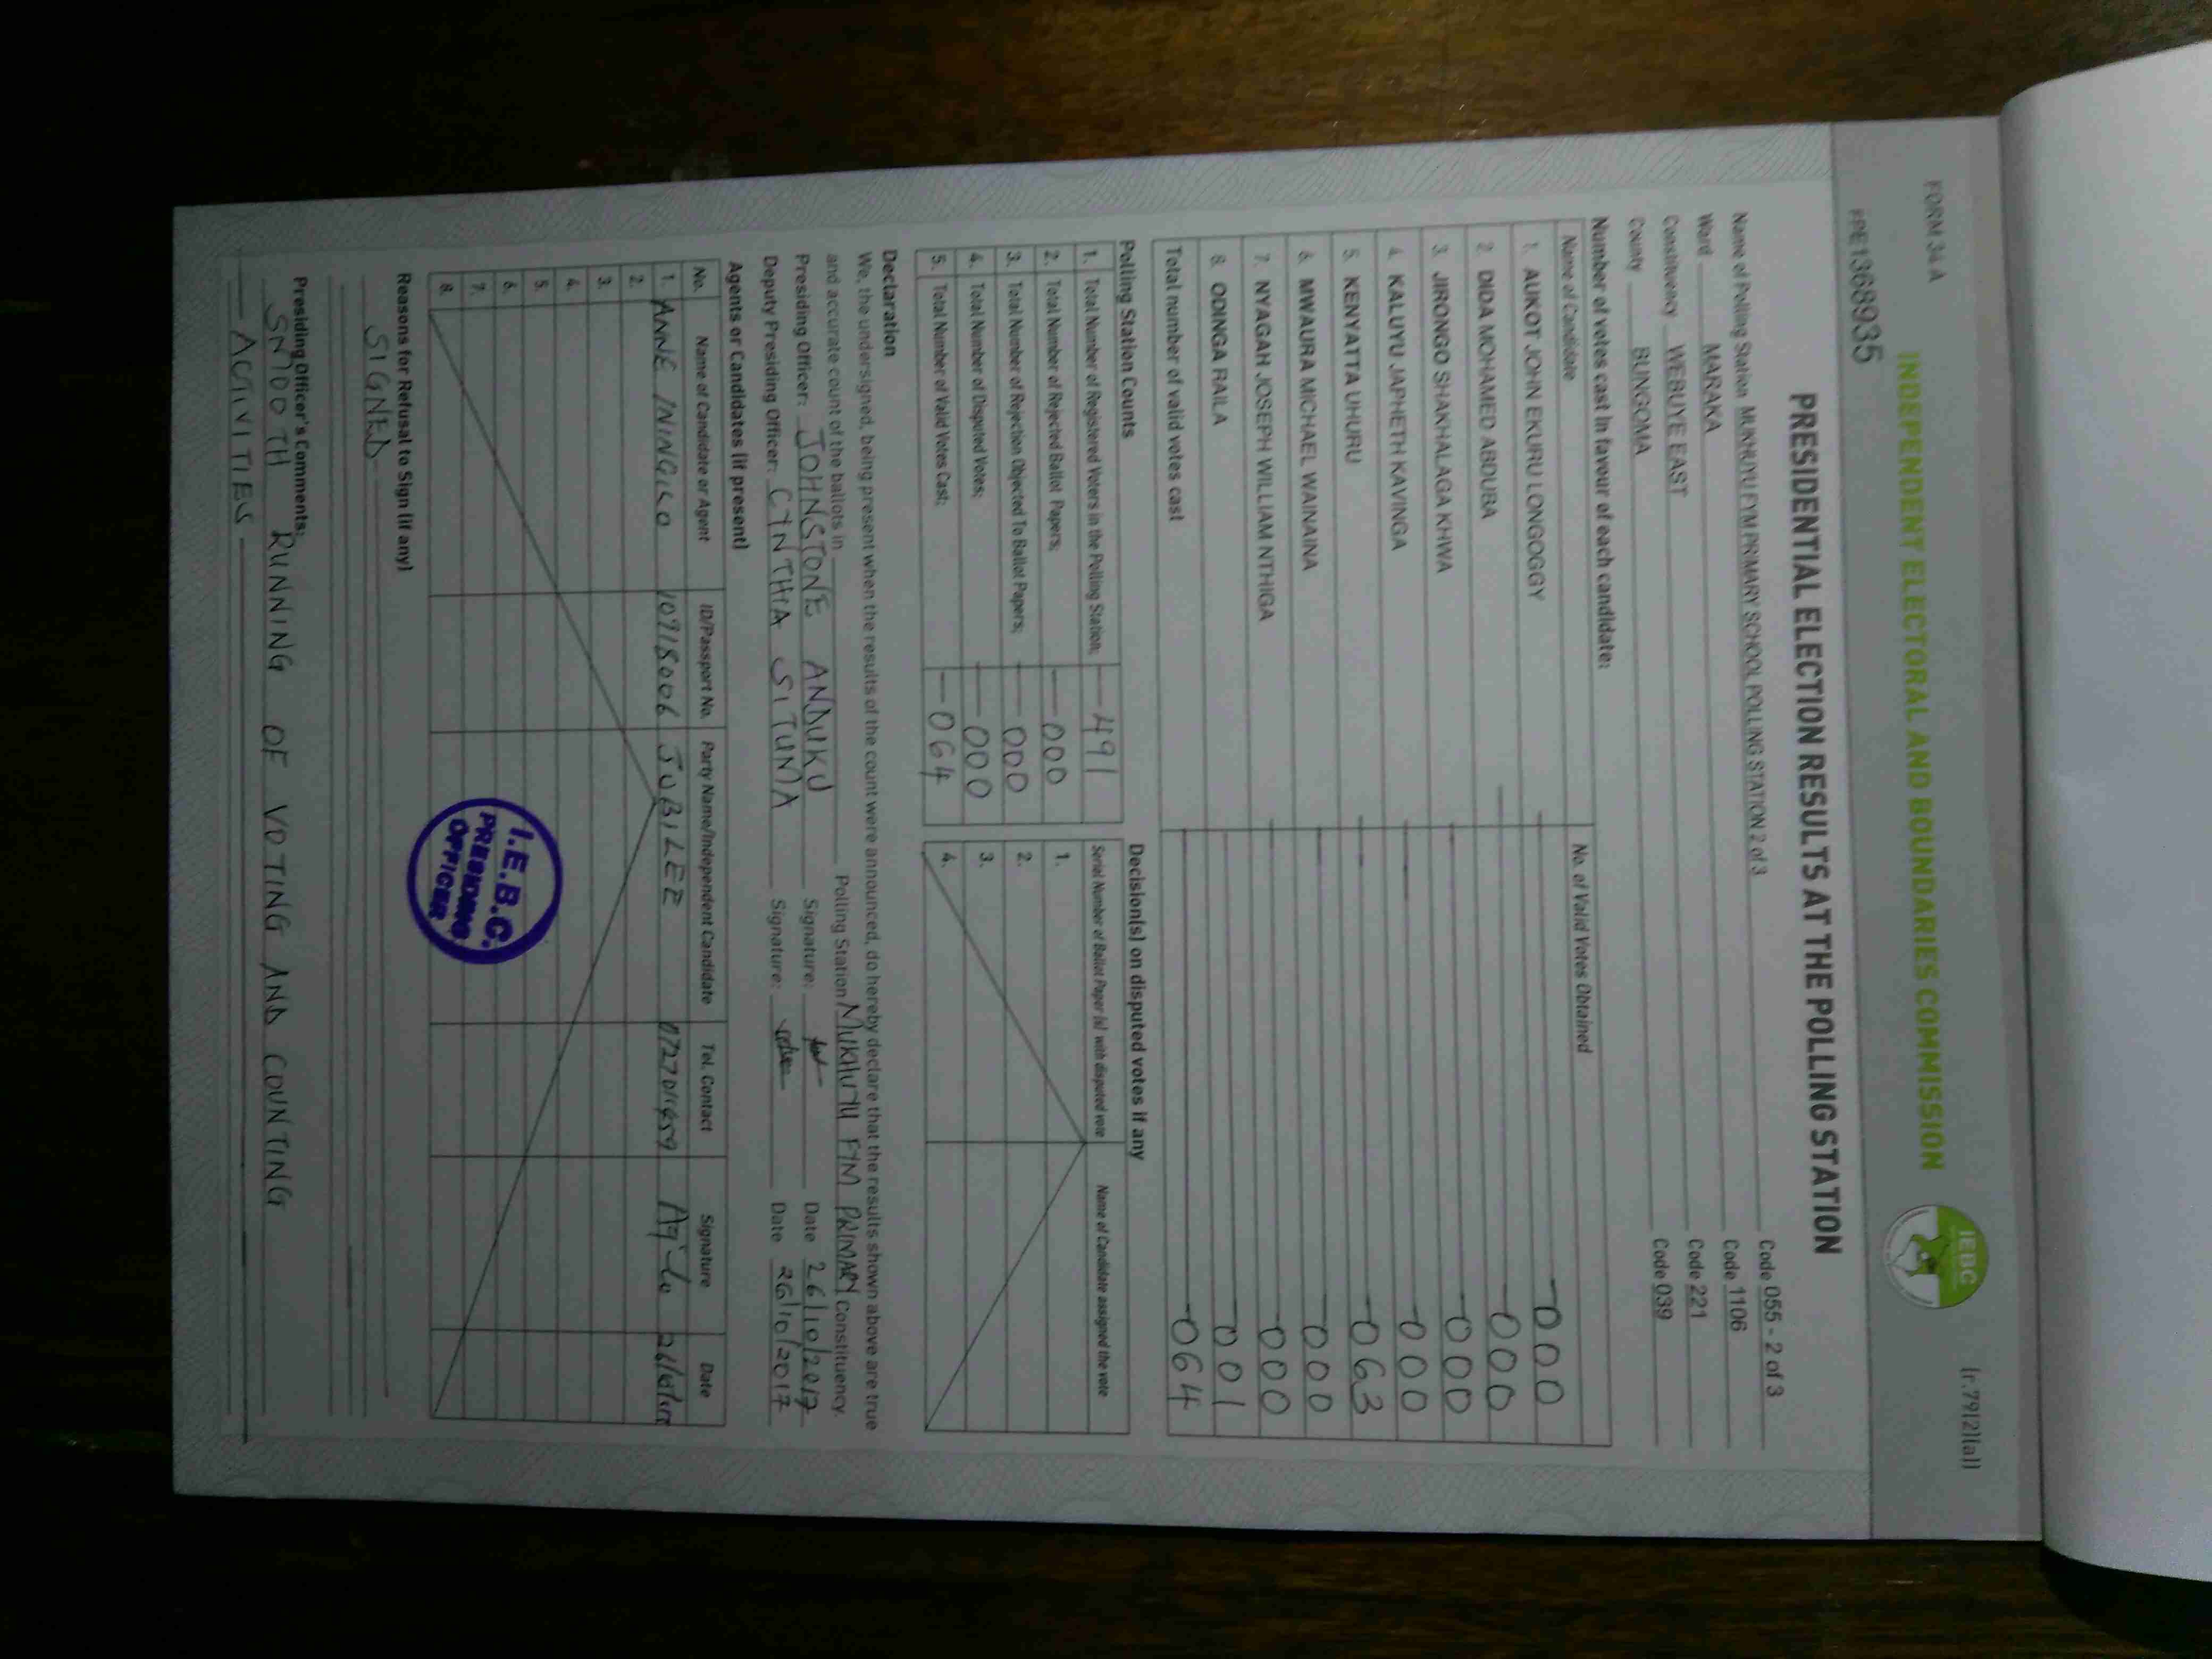 FORM 34 A
(r.79(2)(a))
INDEPENDENT ELECTORAL AND BOUNDARIES COMMISSION
IEBC
PPE1368935
PRESIDENTIAL ELECTION RESULTS AT THE POLLING STATION
Name of Polling Station MUKHUYU FYM PRIMARY SCHOOL POLLING STATION 2 of 3 Code 055 - 2 of 3
Ward MARAKA Code 1106
Constituency WEBUYE EAST Code 221
County BUNGOMA Code 039
Number of votes cast in favour of each candidate:
Name of Candidate No. of Valid Votes Obtained
1. AUKOT JOHN EKURU LONGOGGY 000
2. DIDA MOHAMED ABDUBA 000
3. JIRONGO SHAKHALAGA KHWA 000
4. KALUYU JAPHETH KAVINGA 000
5. KENYATTA UHURU 063
6. MWAURA MICHAEL WAINAINA 000
7. NYAGAH JOSEPH WILLIAM NTHIGA 000
8. ODINGA RAILA 001
Total number of valid votes cast 064
Polling Station Counts
1. Total Number of Registered Voters in the Polling Station; 491
2. Total Number of Rejected Ballot Papers; 000
3. Total Number of Rejection Objected To Ballot Papers; 000
4. Total Number of Disputed Votes; 000
5. Total Number of Valid Votes Cast; 064
Decision(s) on disputed votes if any
Serial Number of Ballot Paper (s) with disputed vote Name of Candidate assigned the vote
1.
2.
3.
4.
Declaration
We, the undersigned, being present when the results of the count were announced, do hereby declare that the results shown above are true
and accurate count of the ballots in Polling Station MUKHUYU FYM PRIMARY Constituency.
Presiding Officer: JOHNSTONE ANDUKU Signature: Date 26/10/2017
Deputy Presiding Officer: CYNTHIA SITUMA Signature: Date 26/10/2017
Agents or Candidates (if present)
No. Name of Candidate or Agent ID/Passport No. Party Name/Independent Candidate Tel. Contact Signature Date
1. ANNE 10918006 JUBILEE
2.
3.
4.
5.
6.
7.
8.
I.E.B.C.
PRESIDING
OFFICER
Reasons for Refusal to Sign (if any)
SIGNED
Presiding Officer's Comments:
SMOOTH RUNNING OF VOTING AND COUNTING
ACTIVITIES